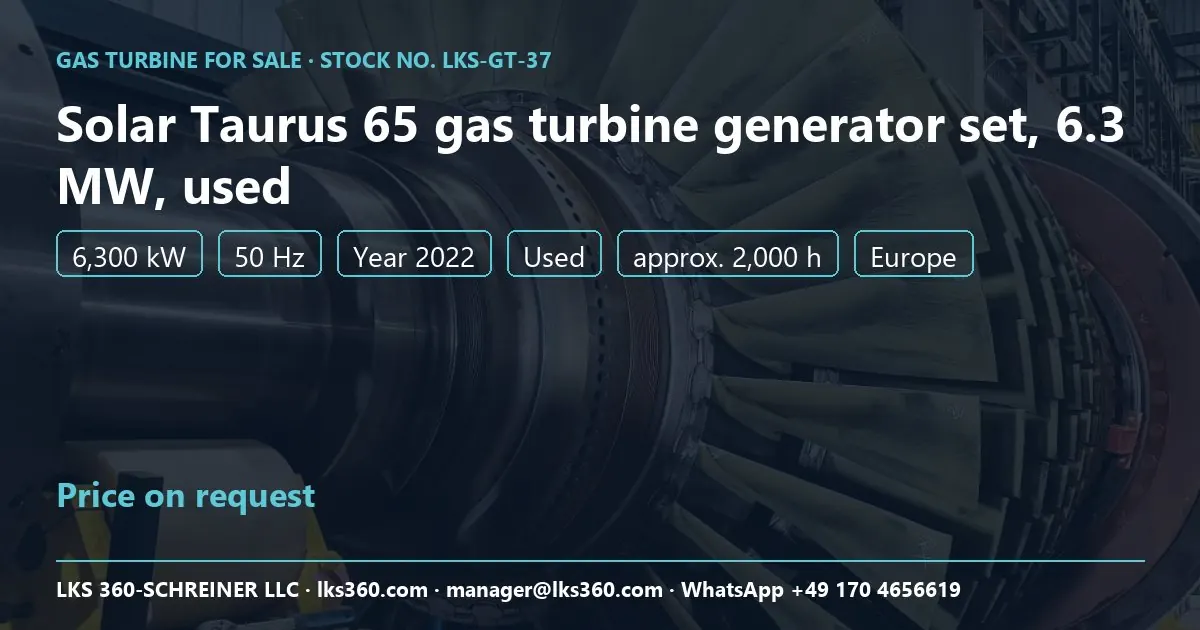 GAS TURBINE FOR SALE · STOCK NO. LKS-GT-37
Solar Taurus 65 gas turbine generator set, 6.3
MW, used
6,300 kW 50 Hz Year 2022 Used approx. 2,000 h Europe
Price on request
LKS 360-SCHREINER LLC · lks360.com · manager@lks360.com · WhatsApp +49 170 4656619